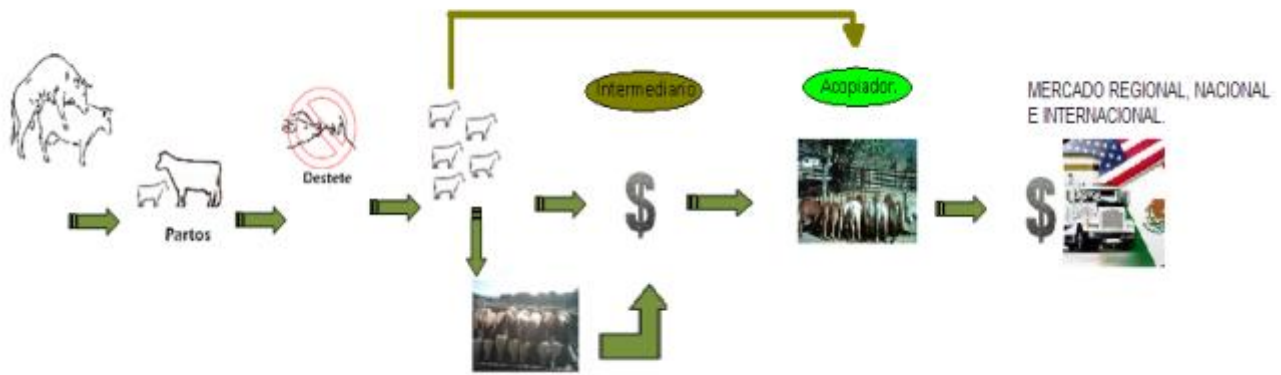 Intermediario
Acopiador.
MERCADO REGIONAL, NACIONAL
E INTERNACIONAL.
Destete
Partos
$
$